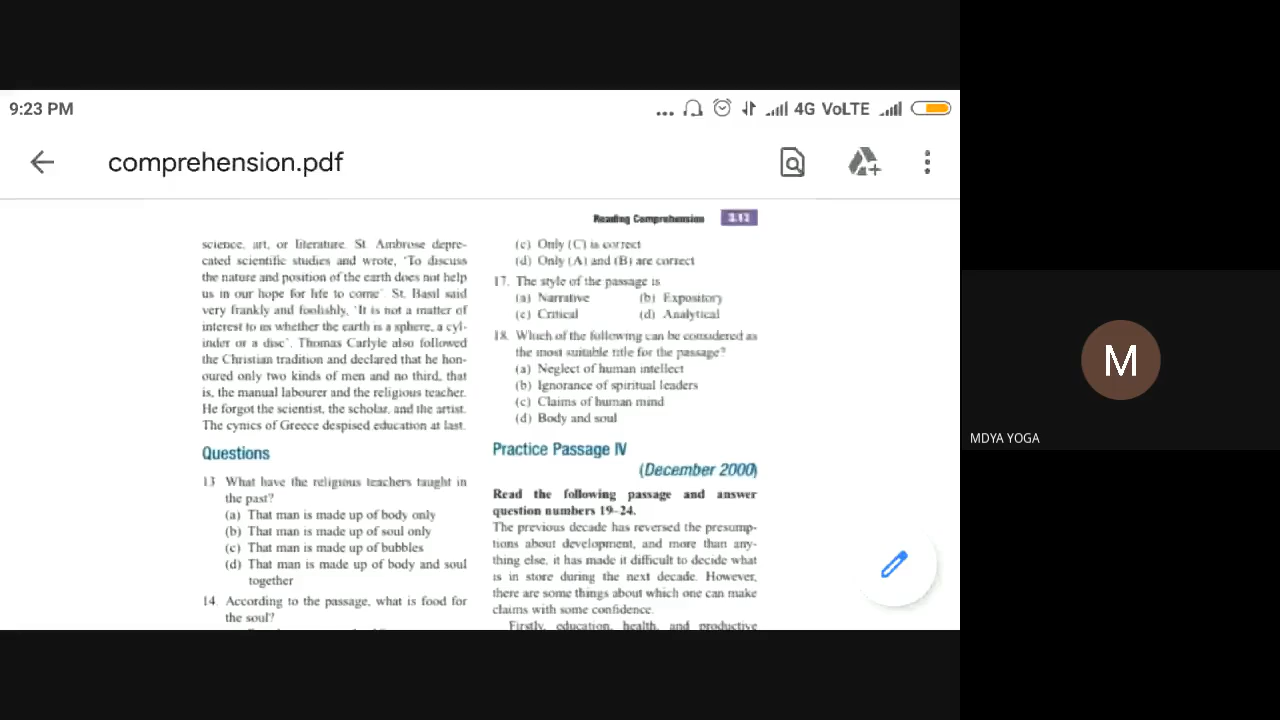 9:23 PM
4G VoLTE
comprehension.pdf
Reading Comprehension
science, art, or literature. St. Ambrose depre-
cated scientific studies and wrote, 'To discuss
the nature and position of the earth does not help
us in our hope for life to come'. St. Basil said
very frankly and foolishly, 'It is not a matter of
interest to us whether the earth is a sphere, a cyl-
inder or a disc'. Thomas Carlyle also followed
the Christian tradition and declared that he hon-
oured only two kinds of men and no third, that
is, the manual labourer and the religious teacher.
He forgot the scientist, the scholar, and the artist.
The cynics of Greece despised education at last.
Questions
13. What have the religious teachers taught in
the past?
(a) That man is made up of body only
(b) That man is made up of soul only
(c) That man is made up of bubbles
(d) That man is made up of body and soul
together
14. According to the passage, what is food for
the soul?
(c) Only (C) is correct
(d) Only (A) and (B) are correct
17. The style of the passage is
(a) Narrative (b) Expository
(c) Critical (d) Analytical
18. Which of the following can be considered as
the most suitable title for the passage?
(a) Neglect of human intellect
(b) Ignorance of spiritual leaders
(c) Claims of human mind
(d) Body and soul
Practice Passage IV
(December 2000)
Read the following passage and answer
question numbers 19–24.
The previous decade has reversed the presump-
tions about development, and more than any-
thing else, it has made it difficult to decide what
is in store during the next decade. However,
there are some things about which one can make
claims with some confidence.
Firstly, education, health, and productive
M
MDYA YOGA